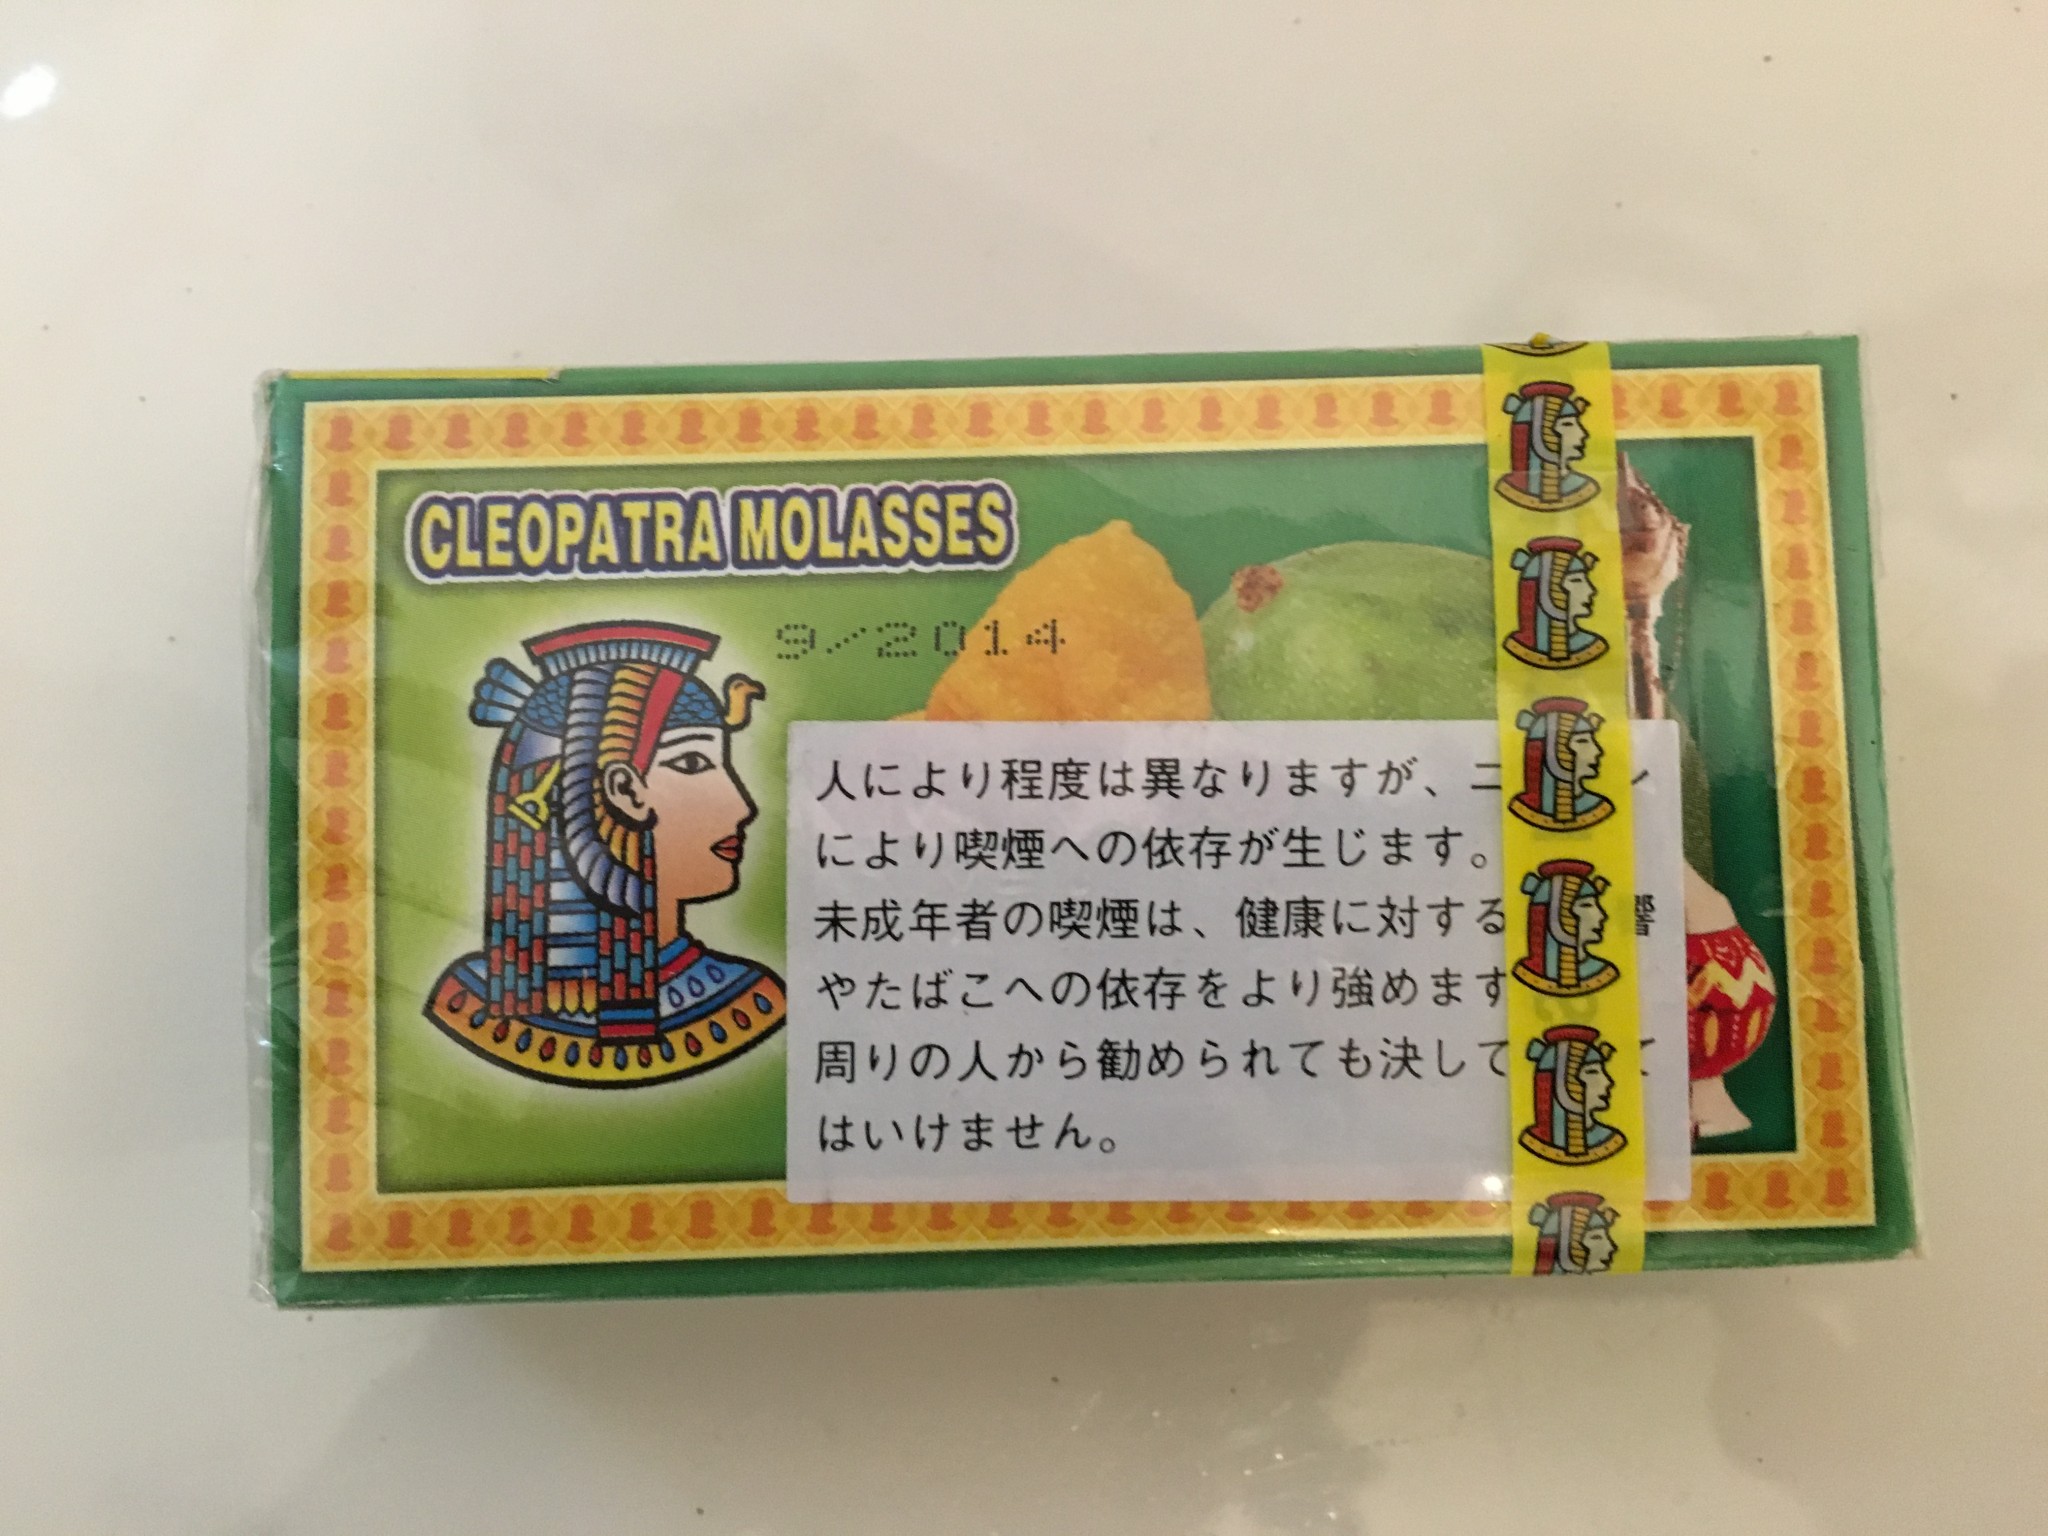 CLEOPATRA MOLASSES
9/2014
人により程度は異なりますが、ニ
により喫煙への依存が生じます。
未成年者の喫煙は、健康に対する 響
やたばこへの依存をより強めます
周りの人から勧められても決して て
はいけません。